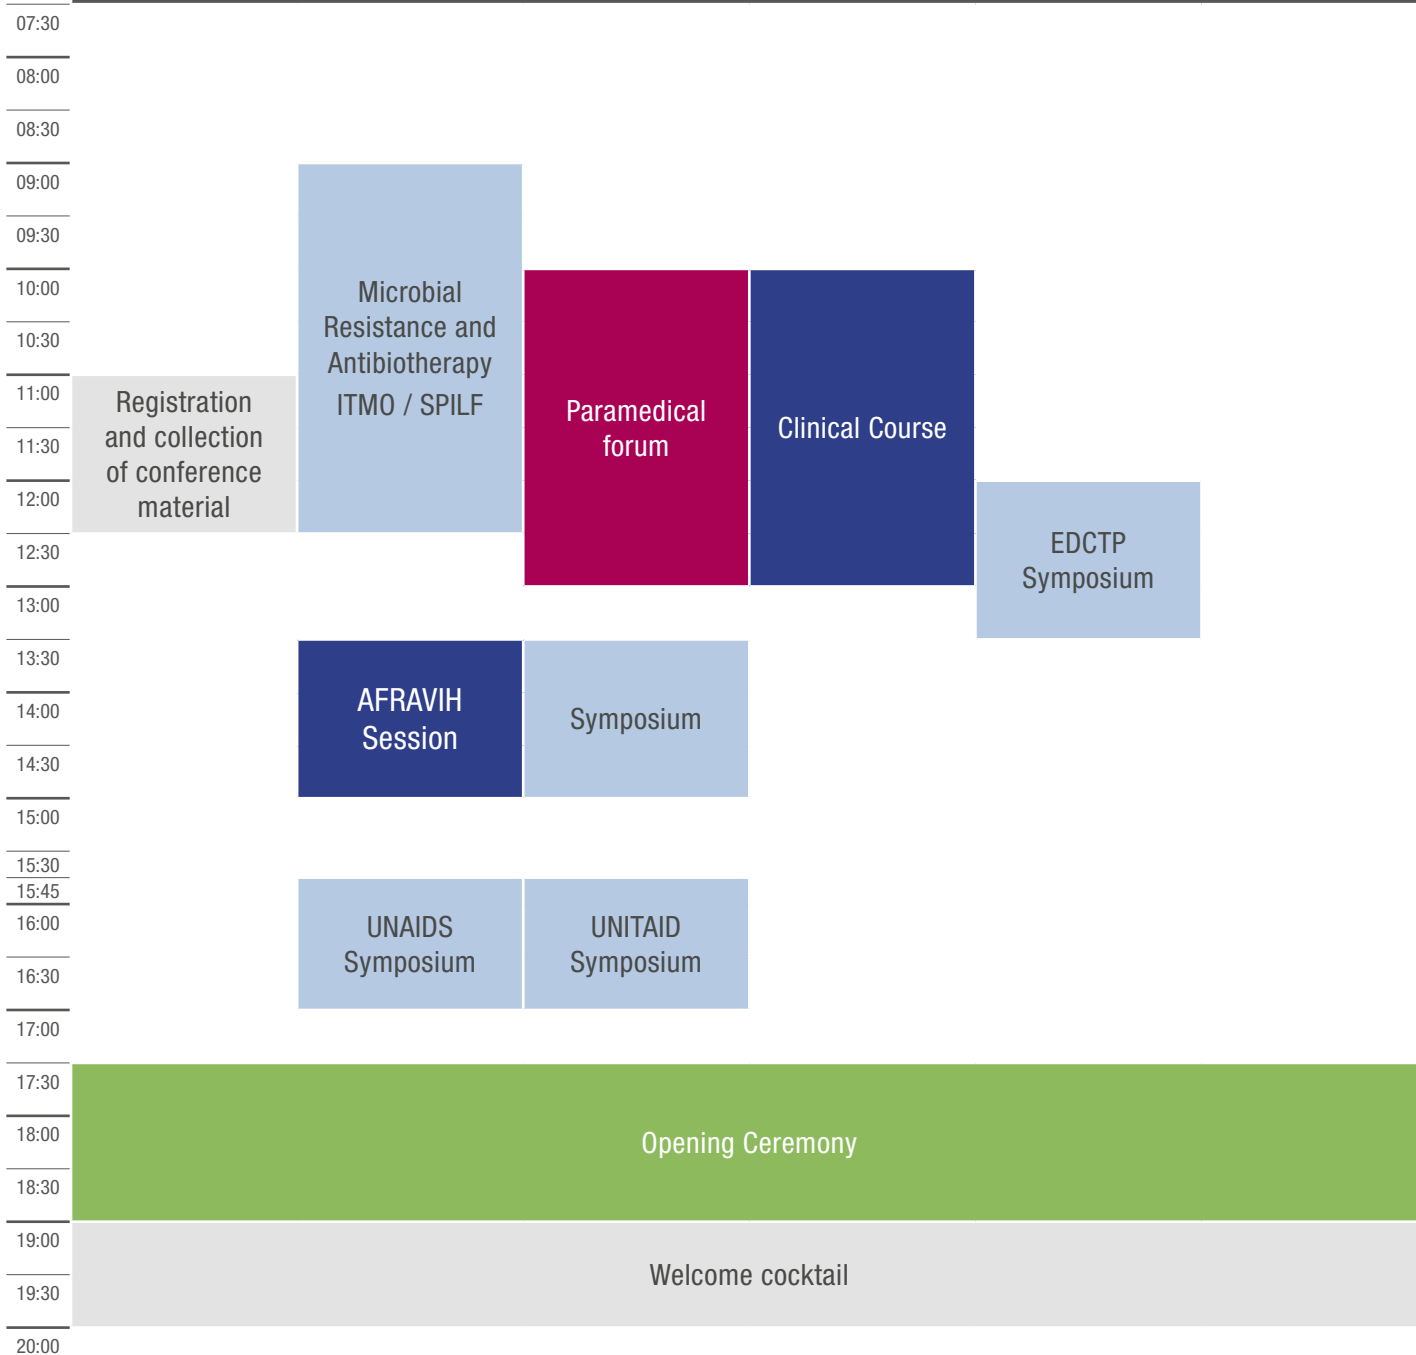 07:30
08:00
08:30
09:00
09:30
10:00
10:30
11:00
11:30
12:00
12:30
13:00
13:30
14:00
14:30
15:00
15:30
15:45
16:00
16:30
17:00
17:30
18:00
18:30
19:00
19:30
20:00
Registration
and collection
of conference
material
Microbial
Resistance and
Antibiotherapy
ITMO / SPILF
Paramedical
forum
Clinical Course
EDCTP
Symposium
AFRAVIH
Session
Symposium
UNAIDS
Symposium
UNITAID
Symposium
Opening Ceremony
Welcome cocktail